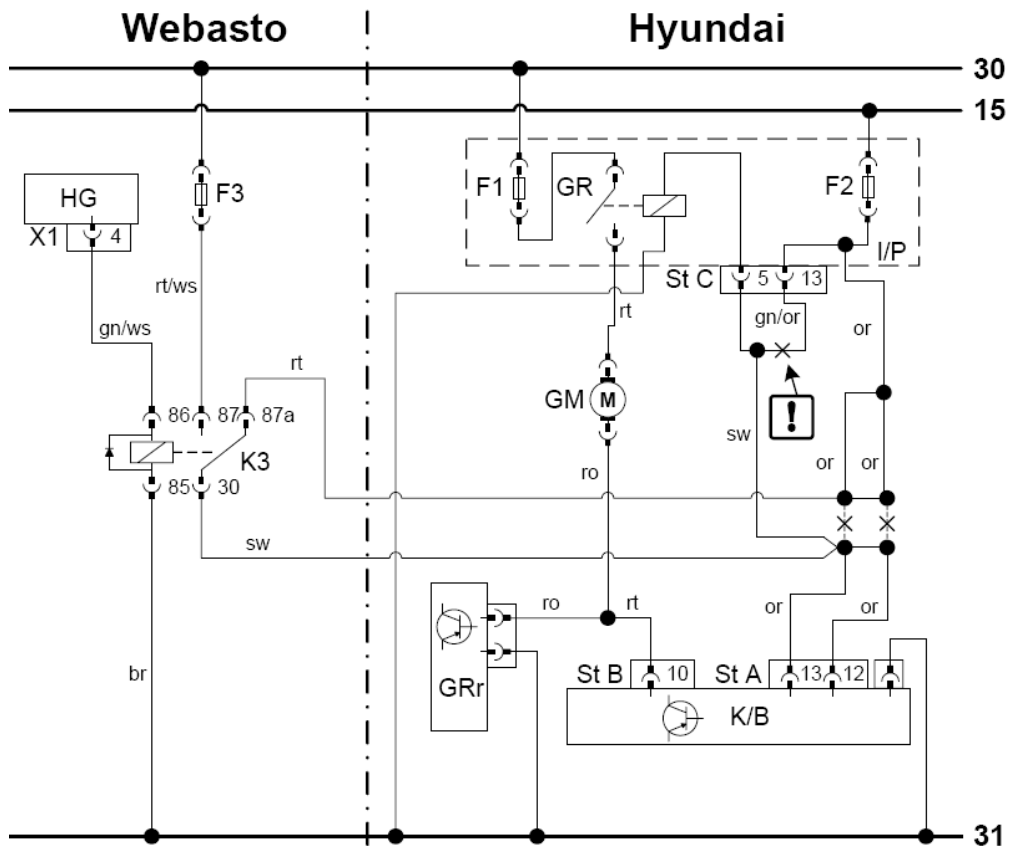 Webasto Hyundai
30
15
HG
X1 4
F3
F1 GR F2
I/P
St C 5 13
rt/ws
gn/ws
rt
rt
gn/or
or
86 87 87a
GM M
!
sw
K3
85 30
or or
ro
sw
or or
ro rt
br
GRr
St B 10 St A 13 12
K/B
31